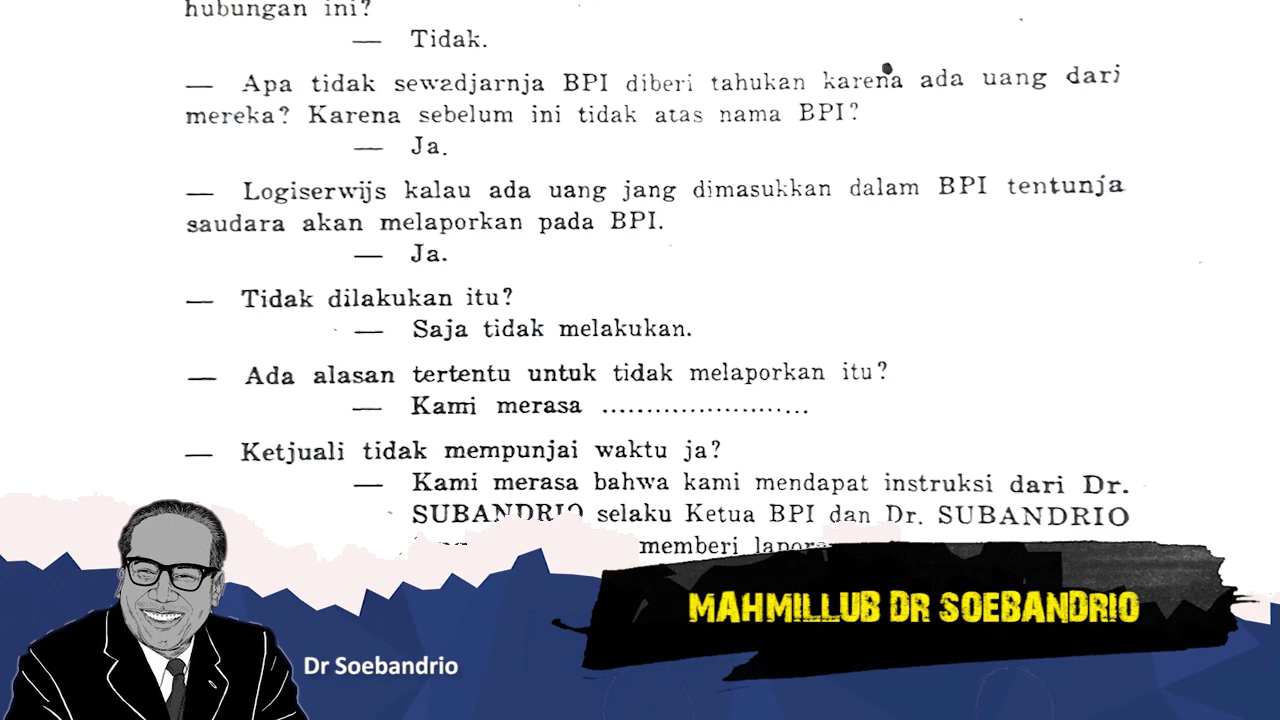 hubungan ini?
— Tidak.
— Apa tidak sewadjarnja BPI diberi tahukan karena ada uang dari
mereka? Karena sebelum ini tidak atas nama BPI?
— Ja.
— Logiserwijs kalau ada uang jang dimasukkan dalam BPI tentunja
saudara akan melaporkan pada BPI.
— Ja.
— Tidak dilakukan itu?
— Saja tidak melakukan.
— Ada alasan tertentu untuk tidak melaporkan itu?
— Kami merasa .......................
— Ketjuali tidak mempunjai waktu ja?
— Kami merasa bahwa kami mendapat instruksi dari Dr.
SUBANDRIO selaku Ketua BPI dan Dr. SUBANDRIO
memberi
MAHMILLUB DR SOEBANDRIO
Dr Soebandrio